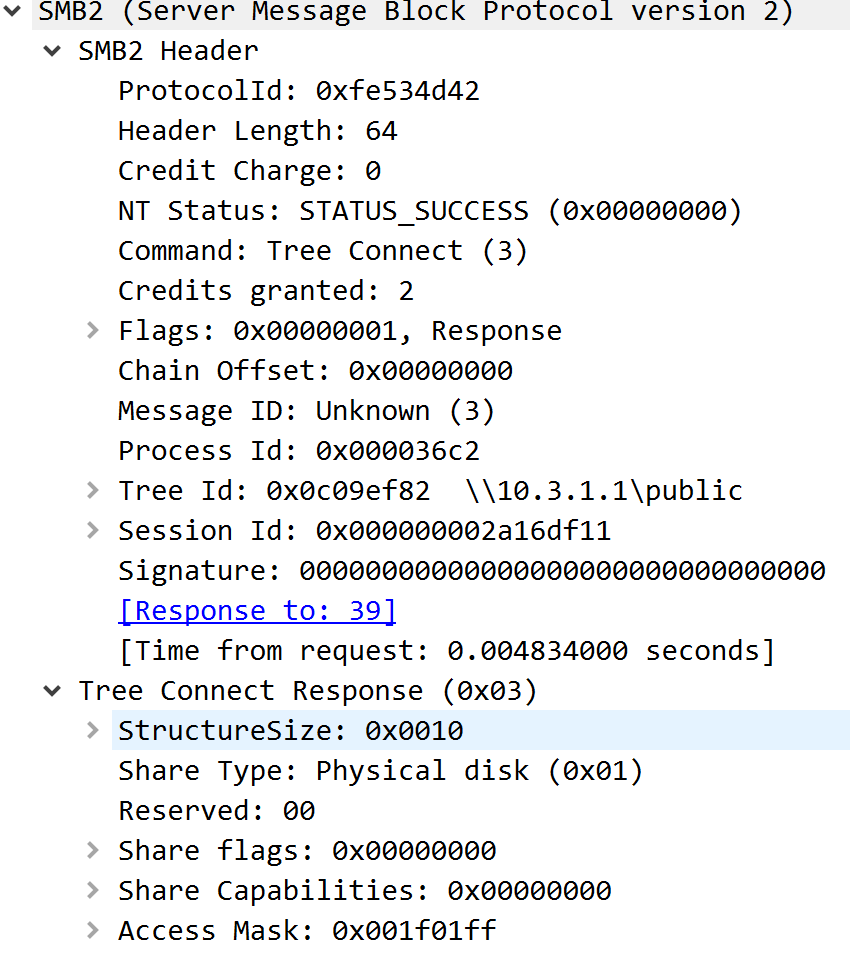 SMB2 (Server Message Block Protocol version 2)
SMB2 Header
ProtocolId: 0xfe534d42
Header Length: 64
Credit Charge: 0
NT Status: STATUS_SUCCESS (0x00000000)
Command: Tree Connect (3)
Credits granted: 2
Flags: 0x00000001, Response
Chain Offset: 0x00000000
Message ID: Unknown (3)
Process Id: 0x000036c2
Tree Id: 0x0c09ef82  \\10.3.1.1\public
Session Id: 0x000000002a16df11
Signature: 00000000000000000000000000000000
[Response to: 39]
[Time from request: 0.004834000 seconds]
Tree Connect Response (0x03)
StructureSize: 0x0010
Share Type: Physical disk (0x01)
Reserved: 00
Share flags: 0x00000000
Share Capabilities: 0x00000000
Access Mask: 0x001f01ff